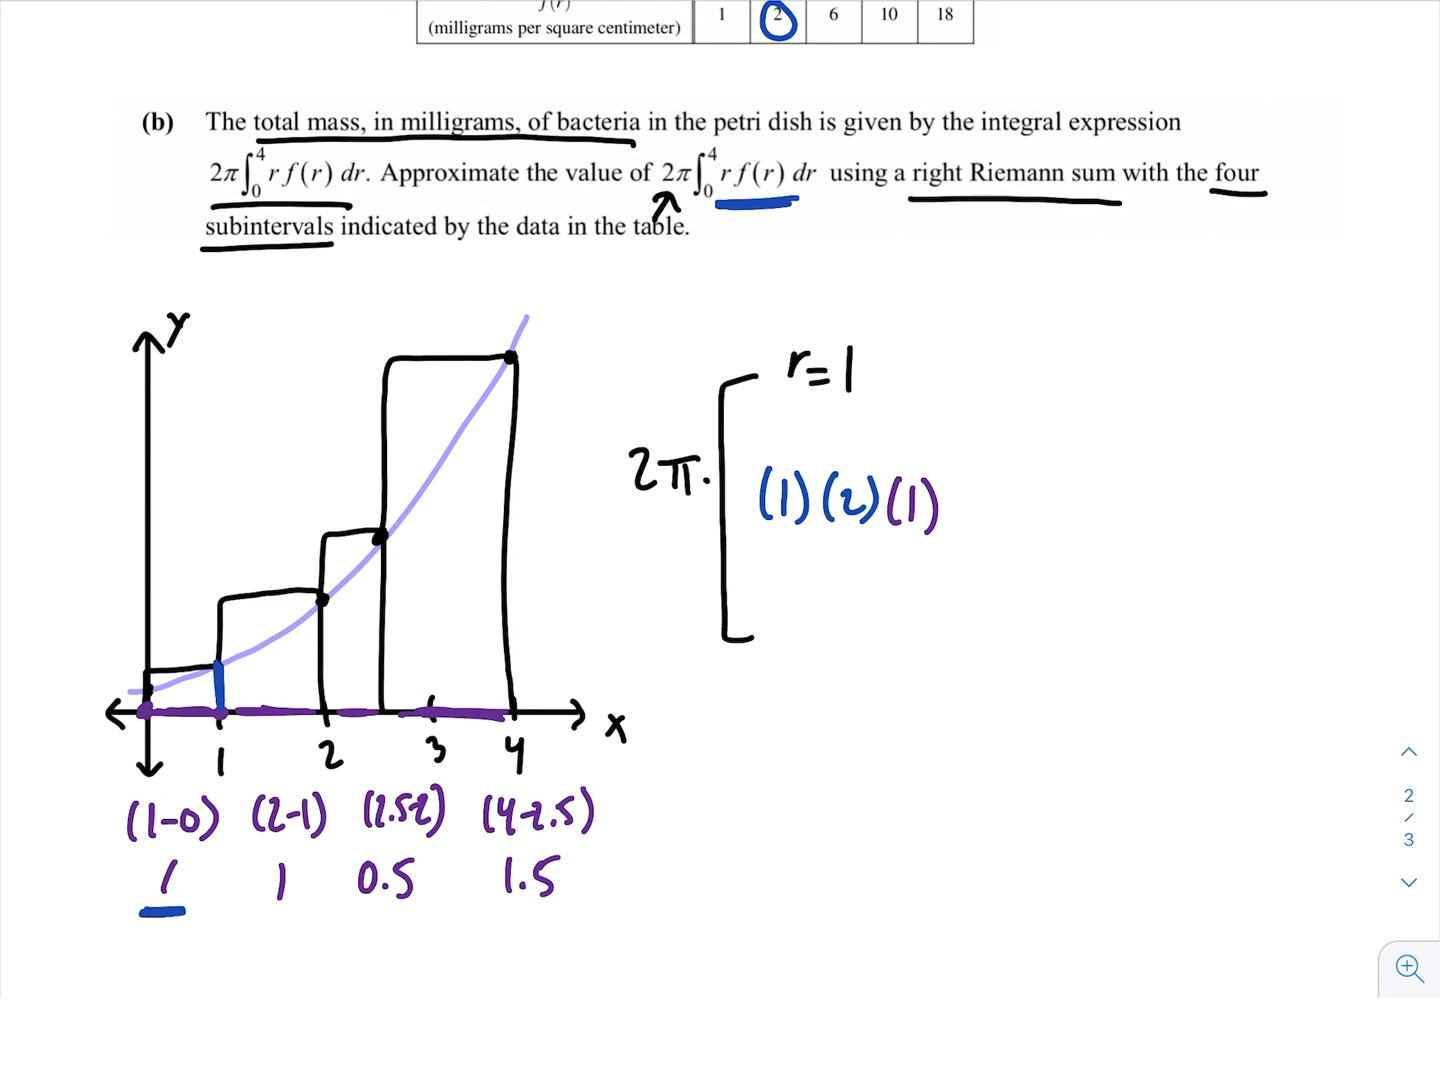 f(r)
(milligrams per square centimeter) 1 2 6 10 18
(b) The total mass, in milligrams, of bacteria in the petri dish is given by the integral expression
2π∫₀⁴ r f(r) dr. Approximate the value of 2π∫₀⁴ r f(r) dr using a right Riemann sum with the four
subintervals indicated by the data in the table.
y
r=1
2π·[
(1)(2)(1)
x
1 2 3 4
(1-0) (2-1) (2.5-2) (4-2.5)
1 1 0.5 1.5
2
/
3